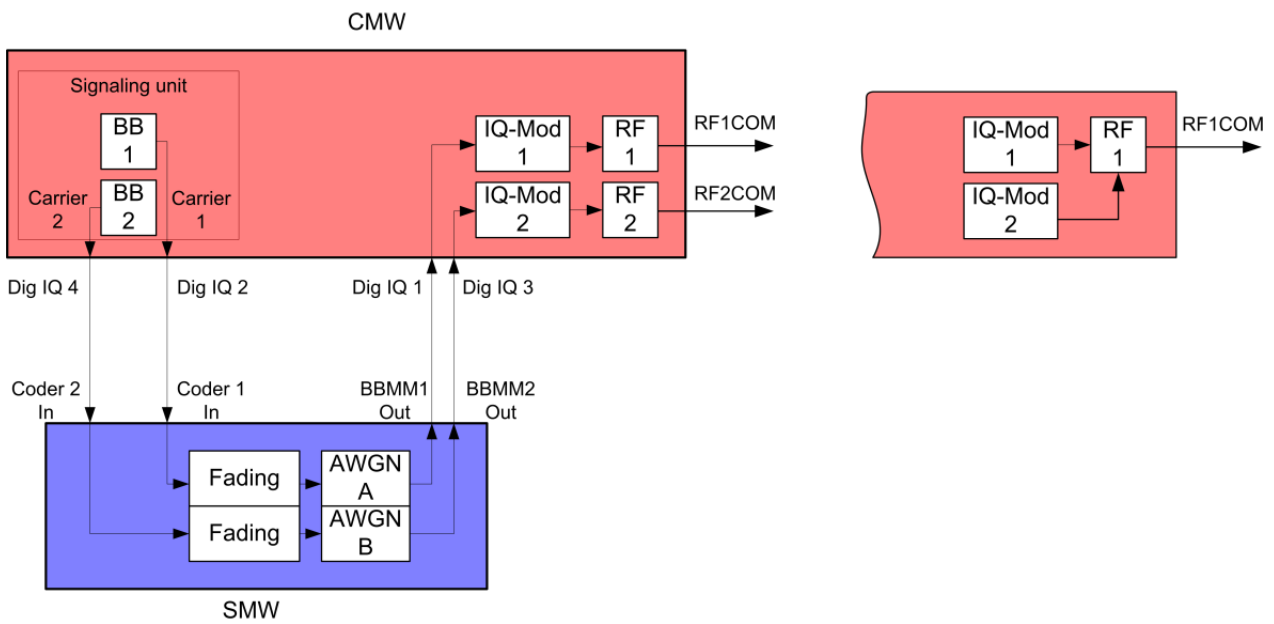 CMW
Signaling unit
BB
1
BB
2
Carrier
2
Carrier
1
IQ-Mod
1
RF
1
RF1COM
IQ-Mod
2
RF
2
RF2COM
IQ-Mod
1
RF
1
RF1COM
IQ-Mod
2
Dig IQ 4
Dig IQ 2
Dig IQ 1
Dig IQ 3
Coder 2
In
Coder 1
In
BBMM1
Out
BBMM2
Out
Fading
AWGN
A
Fading
AWGN
B
SMW